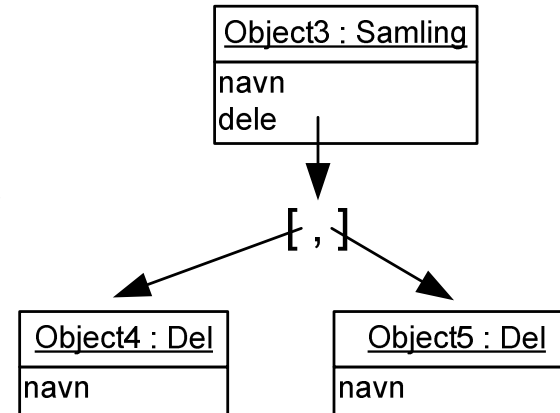 Object3 : Samling
navn
dele
[ , ]
Object4 : Del
Object5 : Del
navn
navn